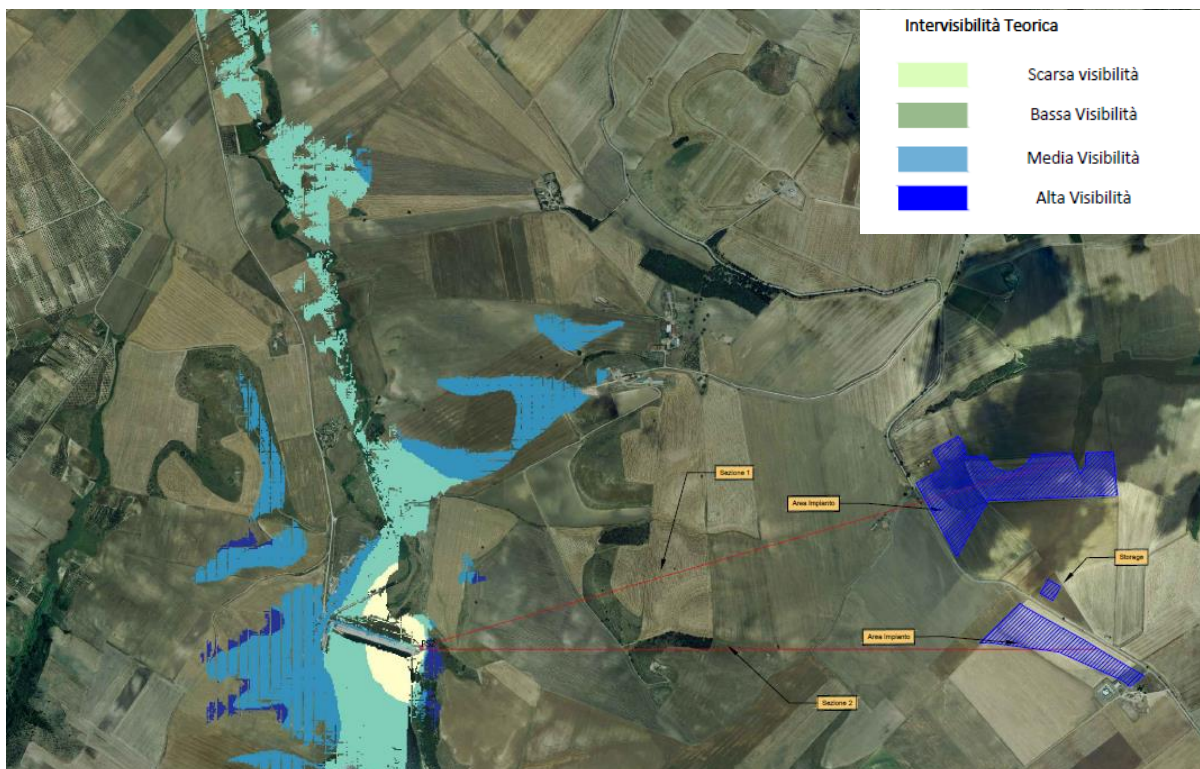 Intervisibilità Teorica
Scarsa visibilità
Bassa Visibilità
Media Visibilità
Alta Visibilità
Sezione 1
Area Impianto
Storage
Area Impianto
Sezione 2